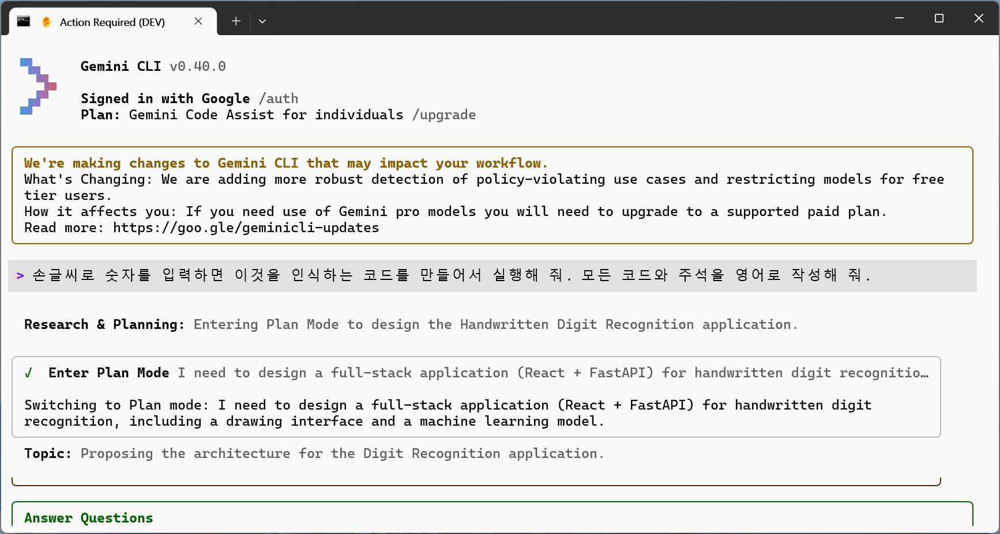 Action Required (DEV)
Gemini CLI v0.40.0
Signed in with Google /auth
Plan: Gemini Code Assist for individuals /upgrade
We're making changes to Gemini CLI that may impact your workflow.
What's Changing: We are adding more robust detection of policy-violating use cases and restricting models for free
tier users.
How it affects you: If you need use of Gemini pro models you will need to upgrade to a supported paid plan.
Read more: https://goo.gle/geminicli-updates
> 손글씨로 숫자를 입력하면 이것을 인식하는 코드를 만들어서 실행해 줘. 모든 코드와 주석을 영어로 작성해 줘.
Research & Planning: Entering Plan Mode to design the Handwritten Digit Recognition application.
✓ Enter Plan Mode I need to design a full-stack application (React + FastAPI) for handwritten digit recognitio…
Switching to Plan mode: I need to design a full-stack application (React + FastAPI) for handwritten digit
recognition, including a drawing interface and a machine learning model.
Topic: Proposing the architecture for the Digit Recognition application.
Answer Questions